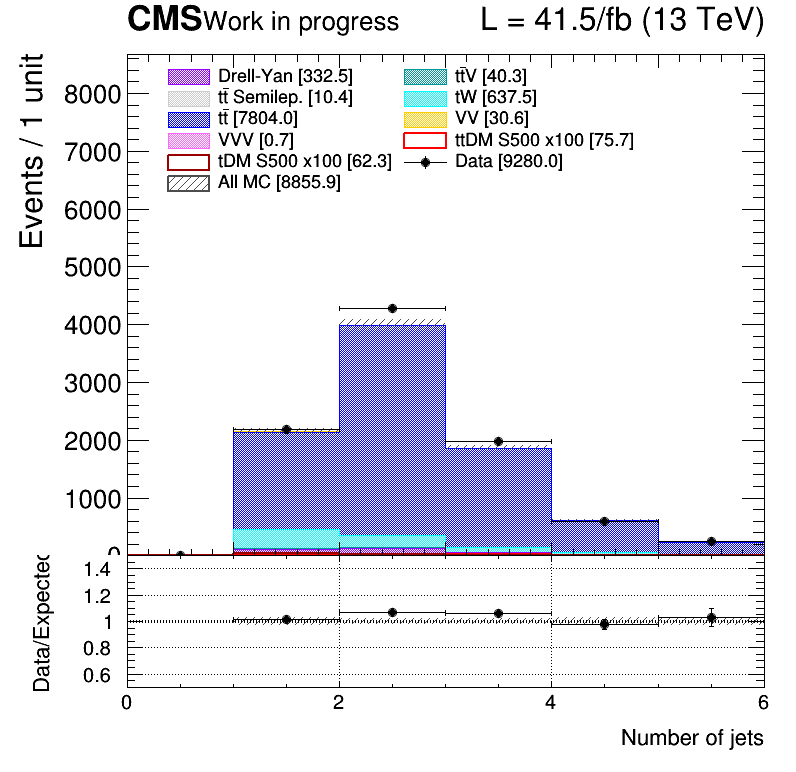 CMS Work in progress L = 41.5/fb (13 TeV)
Events / 1 unit
8000
7000
6000
5000
4000
3000
2000
1000
0
Drell-Yan [332.5]
tt̄ Semilep. [10.4]
tt̄ [7804.0]
VVV [0.7]
tDM S500 x100 [62.3]
All MC [8855.9]
tt̄V [40.3]
tW [637.5]
VV [30.6]
ttDM S500 x100 [75.7]
Data [9280.0]
Data/Expected
1.4
1.2
1
0.8
0.6
0 2 4 6
Number of jets